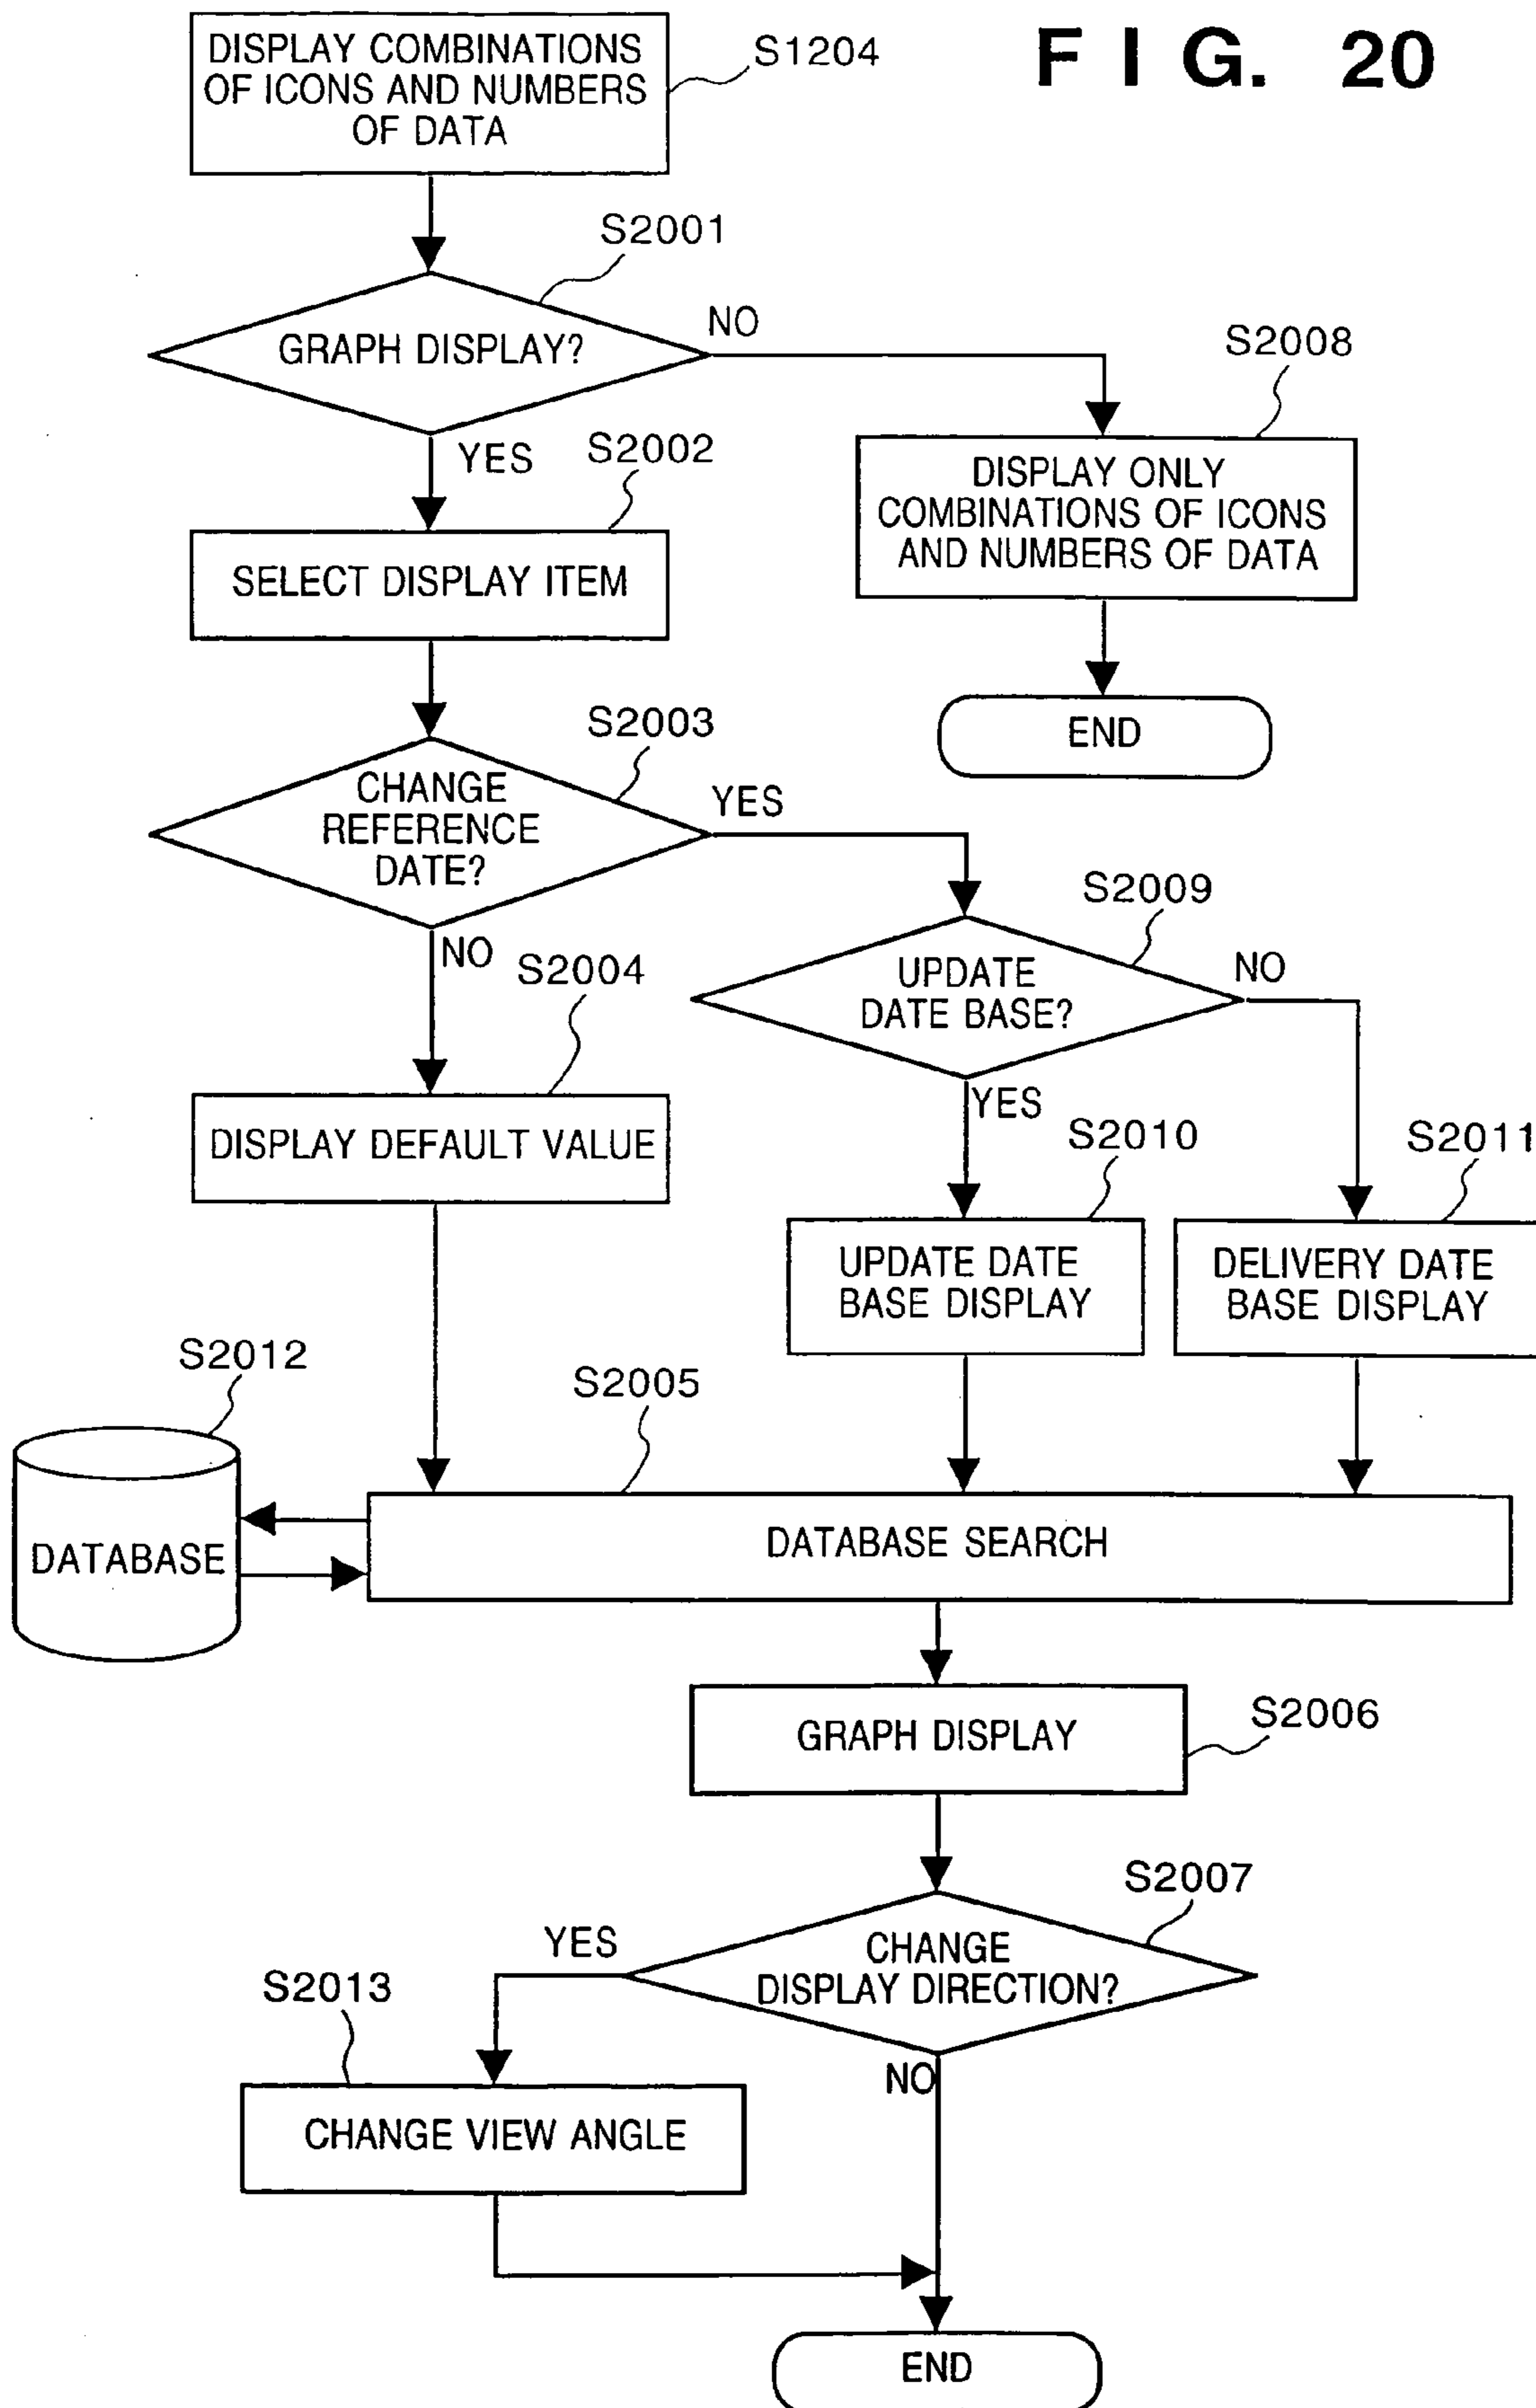 FIG. 20
DISPLAY COMBINATIONS
OF ICONS AND NUMBERS
OF DATA
S1204
S2001
GRAPH DISPLAY?
NO
YES
S2008
DISPLAY ONLY
COMBINATIONS OF ICONS
AND NUMBERS OF DATA
END
S2002
SELECT DISPLAY ITEM
S2003
CHANGE
REFERENCE
DATE?
YES
NO
S2004
DISPLAY DEFAULT VALUE
S2009
UPDATE
DATE BASE?
NO
YES
S2010
UPDATE DATE
BASE DISPLAY
S2011
DELIVERY DATE
BASE DISPLAY
S2012
DATABASE
S2005
DATABASE SEARCH
GRAPH DISPLAY
S2006
S2007
CHANGE
DISPLAY DIRECTION?
YES
NO
S2013
CHANGE VIEW ANGLE
END